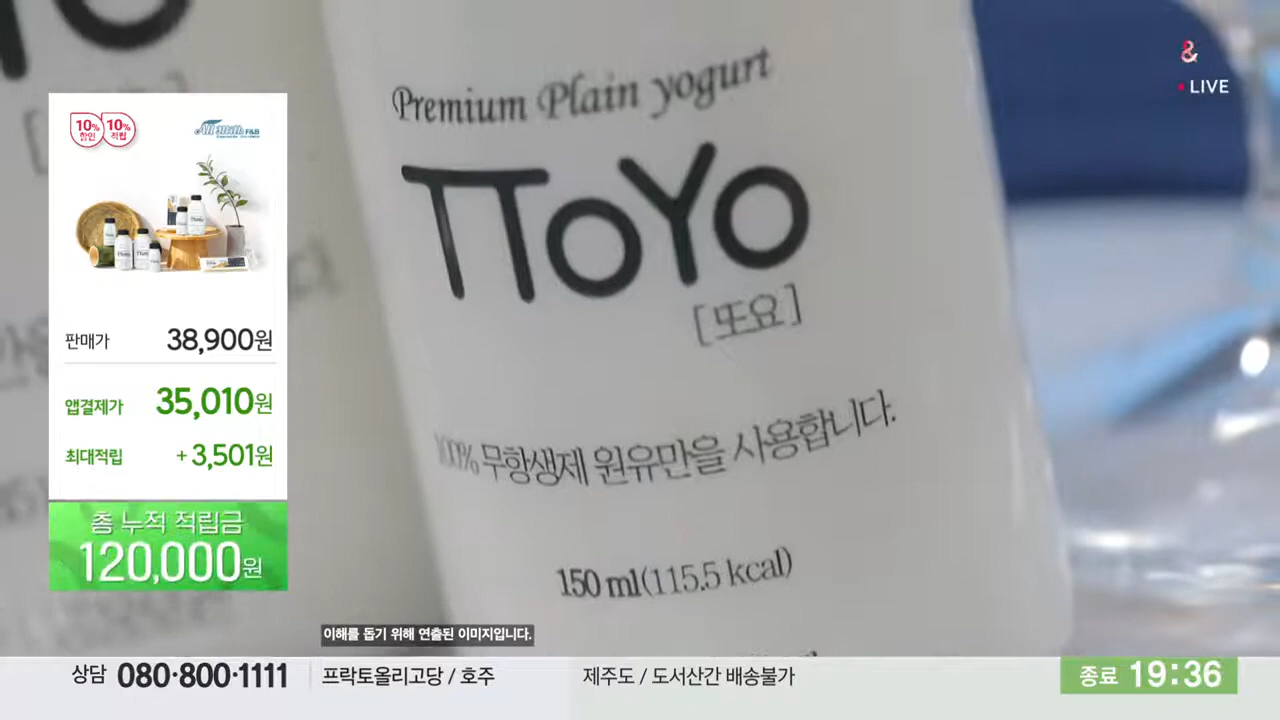 &
LIVE
10% 할인
10% 적립
All Milk F&B
판매가 38,900원
앱결제가 35,010원
최대적립 +3,501원
총 누적 적립금
120,000원
Premium Plain yogurt
TToYo
[또요]
100% 무항생제 원유만을 사용합니다.
150 ml(115.5 kcal)
이해를 돕기 위해 연출된 이미지입니다.
상담 080·800·1111
프락토올리고당 / 호주
제주도 / 도서산간 배송불가
종료 19:36